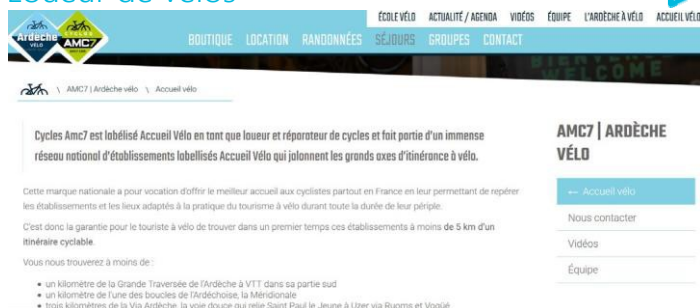 Loueur de vélos
ÉCOLE VÉLO ACTUALITÉ / AGENDA VIDÉOS ÉQUIPE L'ARDÈCHE À VÉLO ACCUEIL VÉLO
Ardèche VÉLO CYCLES AMC7
BOUTIQUE LOCATION RANDONNÉES SÉJOURS GROUPES CONTACT
WELCOME
\ AMC7 | Ardèche vélo \ Accueil vélo
Cycles Amc7 est labélisé Accueil Vélo en tant que loueur et réparateur de cycles et fait partie d'un immense
réseau national d'établissements labellisés Accueil Vélo qui jalonnent les grands axes d'itinérance à vélo.
Cette marque nationale a pour vocation d'offrir le meilleur accueil aux cyclistes partout en France en leur permettant de repérer
les établissements et les lieux adaptés à la pratique du tourisme à vélo durant toute la durée de leur périple.
C'est donc la garantie pour le touriste à vélo de trouver dans un premier temps ces établissements à moins de 5 km d'un
itinéraire cyclable.
Vous nous trouverez à moins de :
• un kilomètre de la Grande Traversée de l'Ardèche à VTT dans sa partie sud
• un kilomètre de l'une des boucles de l'Ardéchoise, la Méridionale
• trois kilomètres de la Via Ardèche, la voie douce qui relie Saint Paul le Jeune à Uzer via Ruoms et Vogüé
AMC7 | ARDÈCHE
VÉLO
← Accueil vélo
Nous contacter
Vidéos
Équipe